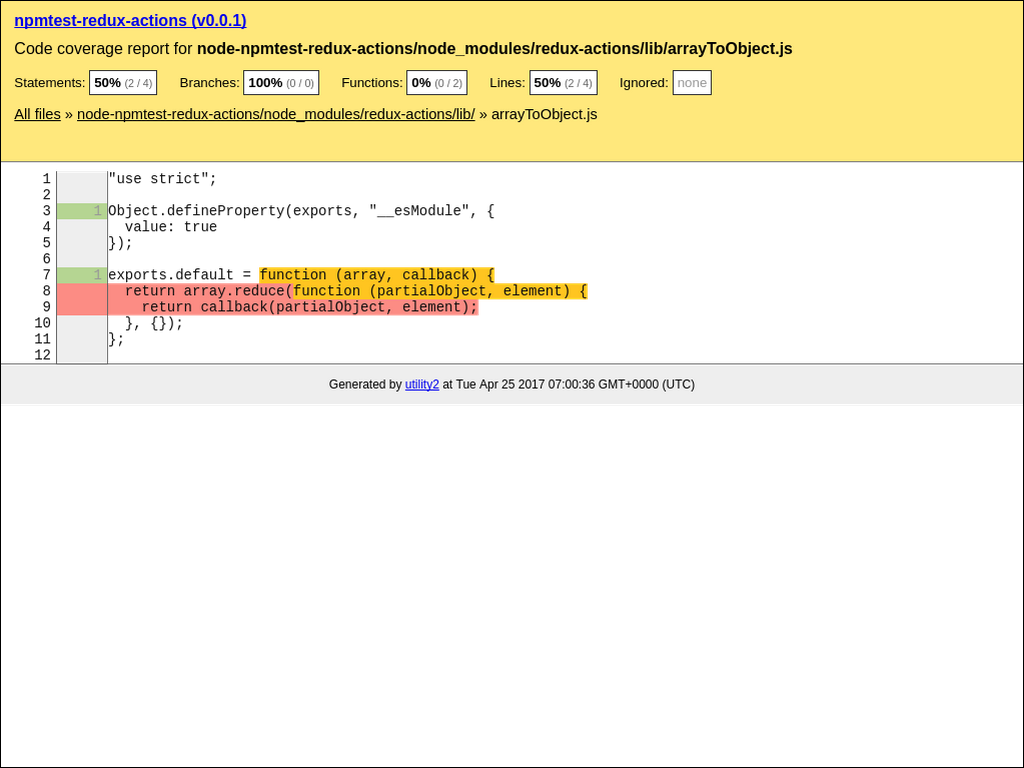 npmtest-redux-actions (v0.0.1)
Code coverage report for node-npmtest-redux-actions/node_modules/redux-actions/lib/arrayToObject.js
Statements: 50% (2 / 4) Branches: 100% (0 / 0) Functions: 0% (0 / 2) Lines: 50% (2 / 4) Ignored: none
All files » node-npmtest-redux-actions/node_modules/redux-actions/lib/ » arrayToObject.js
1 "use strict";
2
3 1 Object.defineProperty(exports, "__esModule", {
4   value: true
5 });
6
7 1 exports.default = function (array, callback) {
8   return array.reduce(function (partialObject, element) {
9     return callback(partialObject, element);
10   }, {});
11 };
12
Generated by utility2 at Tue Apr 25 2017 07:00:36 GMT+0000 (UTC)